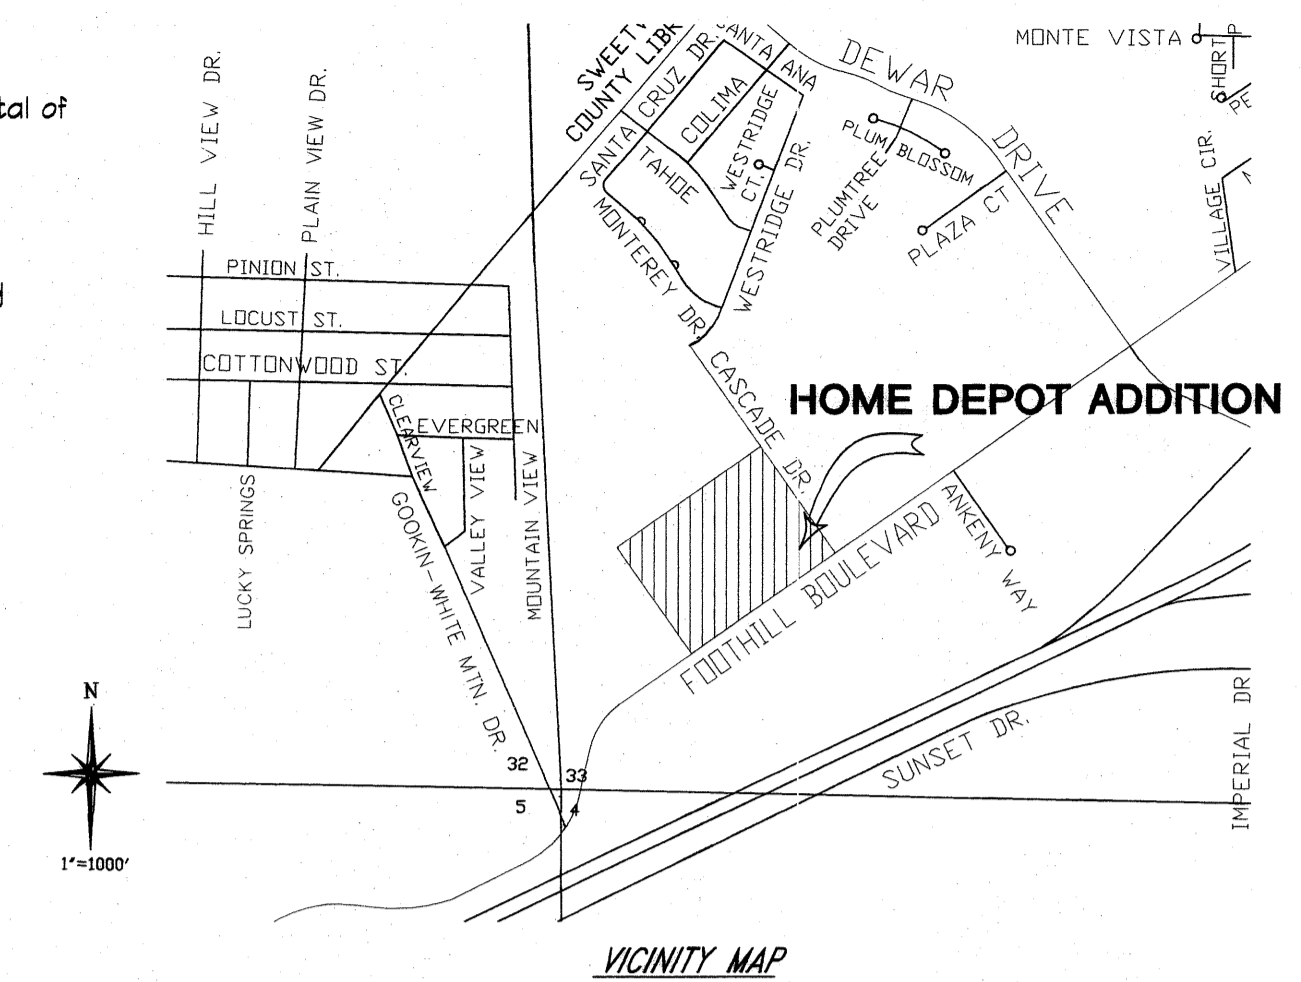 tal of
HILL VIEW DR.
PLAIN VIEW DR.
PINION ST.
LOCUST ST.
COTTONWOOD ST.
CLEARVIEW
EVERGREEN
LUCKY SPRINGS
GOOKIN-WHITE MTN. DR.
VALLEY VIEW
MOUNTAIN VIEW
COUNTY LIBR
SANTA CRUZ DR.
SANTA ANA
COLIMA
TAHOE
WESTRIDGE CT.
WESTRIDGE DR.
MONTEREY DR.
DEWAR DRIVE
PLUM BLOSSOM
PLUMTREE DRIVE
PLAZA CT
MONTE VISTA
SHORT
VILLAGE CIR.
CASCADE DR.
HOME DEPOT ADDITION
FOOTHILL BOULEVARD
ANKENY WAY
SUNSET DR.
IMPERIAL DR
32
33
5
4
N
1"=1000'
VICINITY MAP